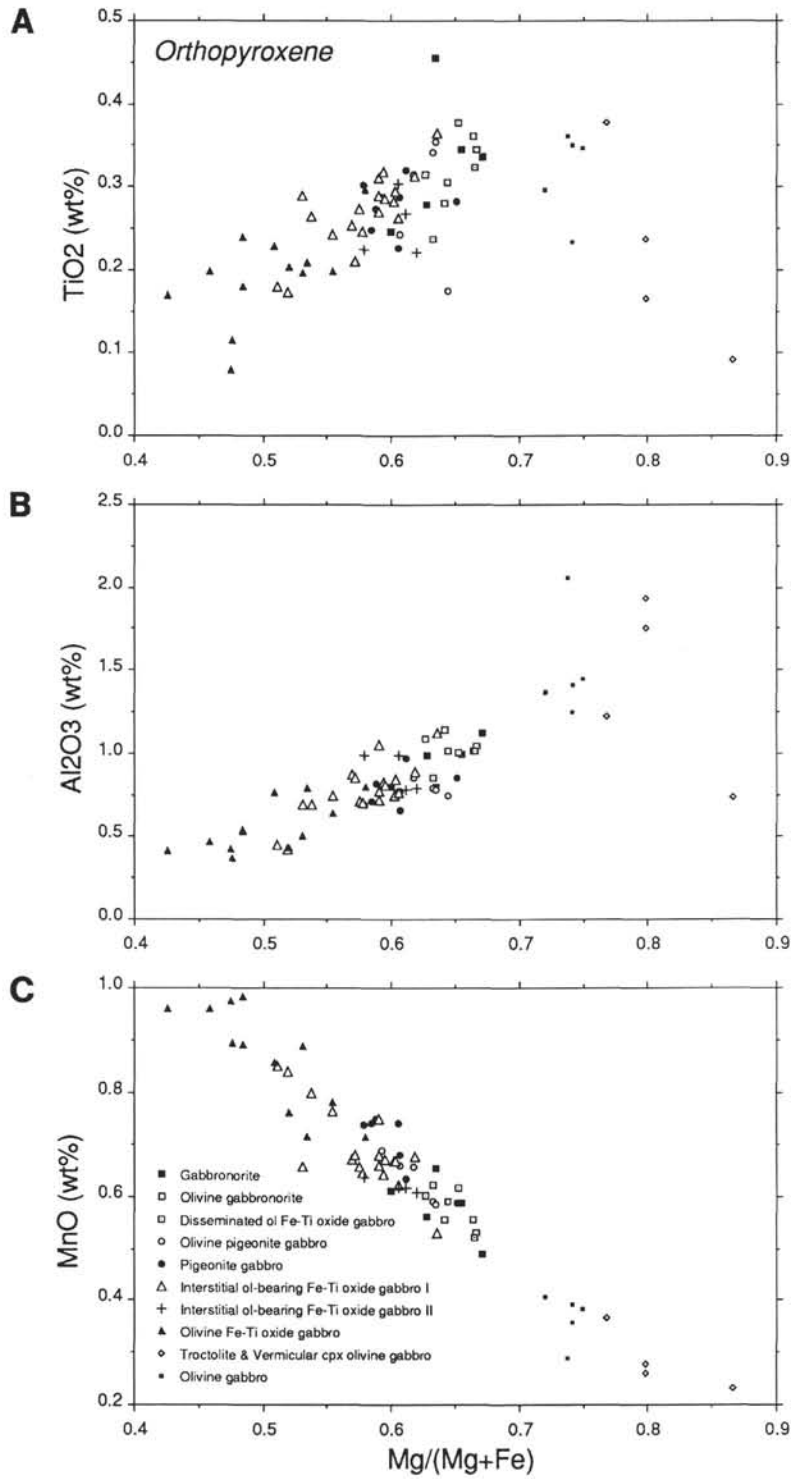 A
Orthopyroxene
TiO2 (wt%)
0.5
0.4
0.3
0.2
0.1
0.0
0.4 0.5 0.6 0.7 0.8 0.9
B
Al2O3 (wt%)
2.5
2.0
1.5
1.0
0.5
0.0
0.4 0.5 0.6 0.7 0.8 0.9
C
MnO (wt%)
1.0
0.8
0.6
0.4
0.2
Gabbronorite
Olivine gabbronorite
Disseminated ol Fe-Ti oxide gabbro
Olivine pigeonite gabbro
Pigeonite gabbro
Interstitial ol-bearing Fe-Ti oxide gabbro I
Interstitial ol-bearing Fe-Ti oxide gabbro II
Olivine Fe-Ti oxide gabbro
Troctolite & Vermicular cpx olivine gabbro
Olivine gabbro
0.4 0.5 0.6 0.7 0.8 0.9
Mg/(Mg+Fe)